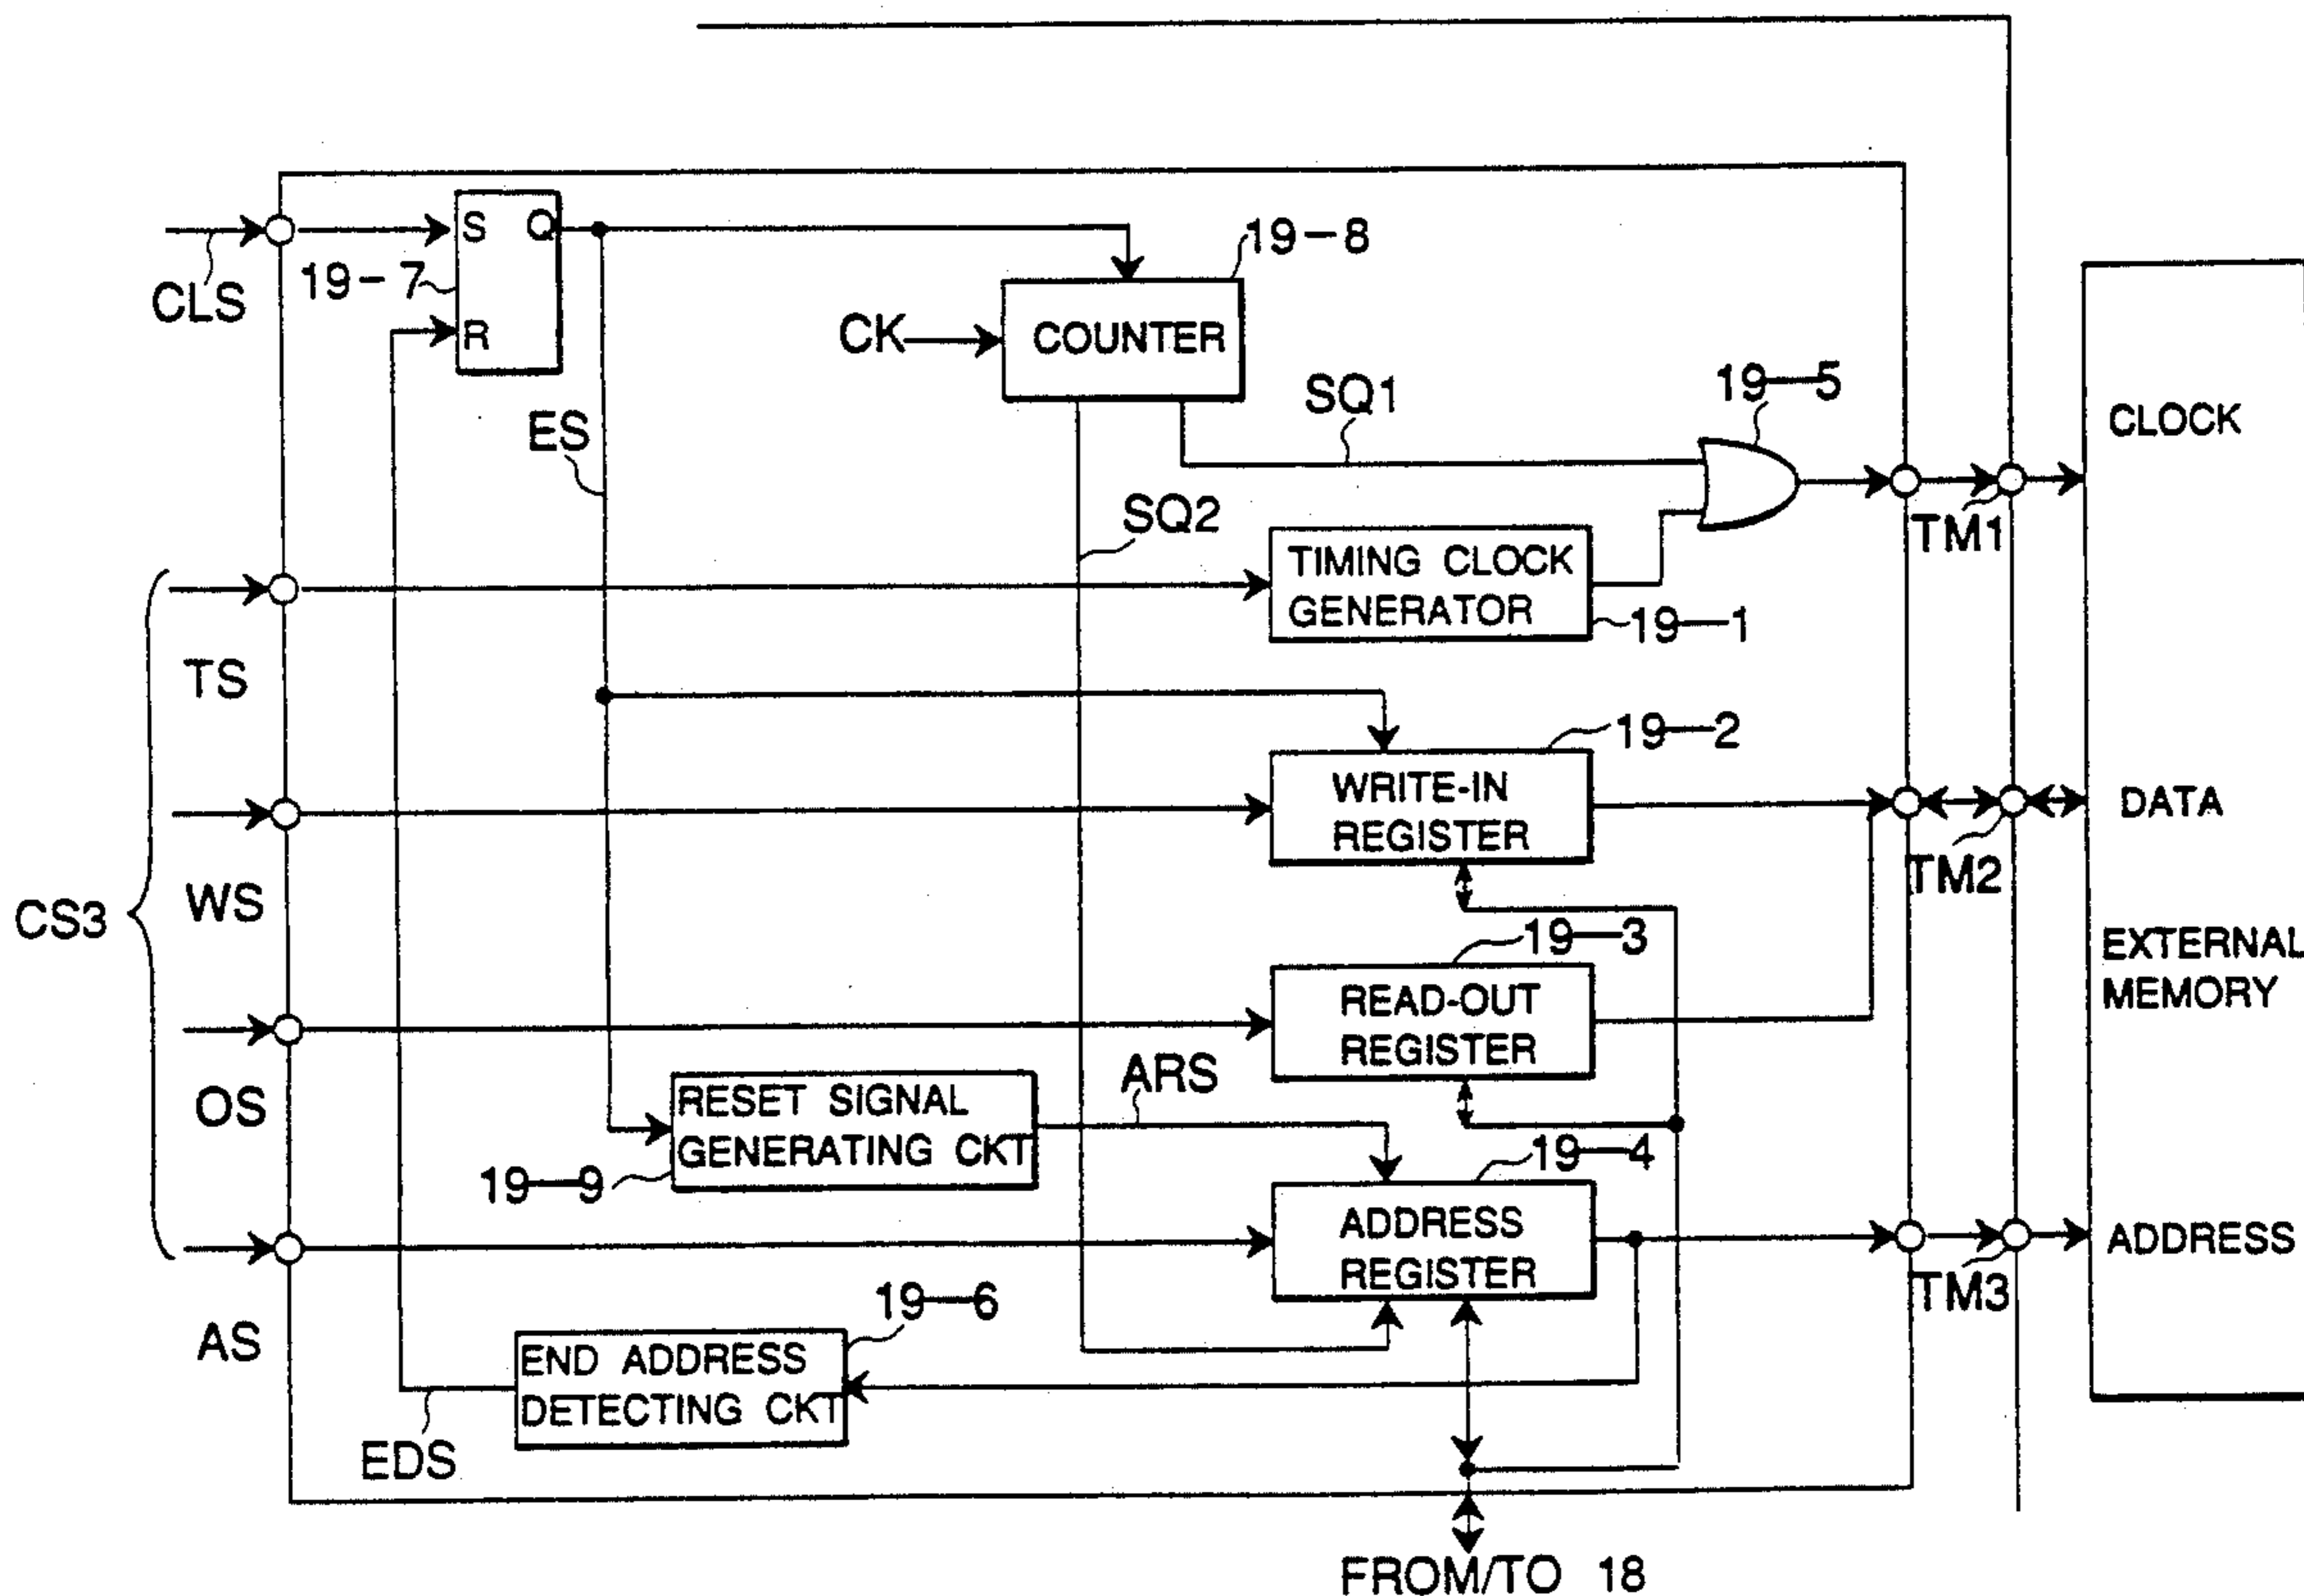 S Q
19-8
19-7
CLS
R
CK
COUNTER
SQ1
19-5
CLOCK
ES
SQ2
TM1
TIMING CLOCK
GENERATOR
19-1
TS
19-2
WRITE-IN
REGISTER
DATA
TM2
WS
CS3
19-3
EXTERNAL
MEMORY
READ-OUT
REGISTER
OS
ARS
RESET SIGNAL
GENERATING CKT
19-9
19-4
ADDRESS
REGISTER
ADDRESS
TM3
19-6
AS
END ADDRESS
DETECTING CKT
EDS
FROM/TO 18